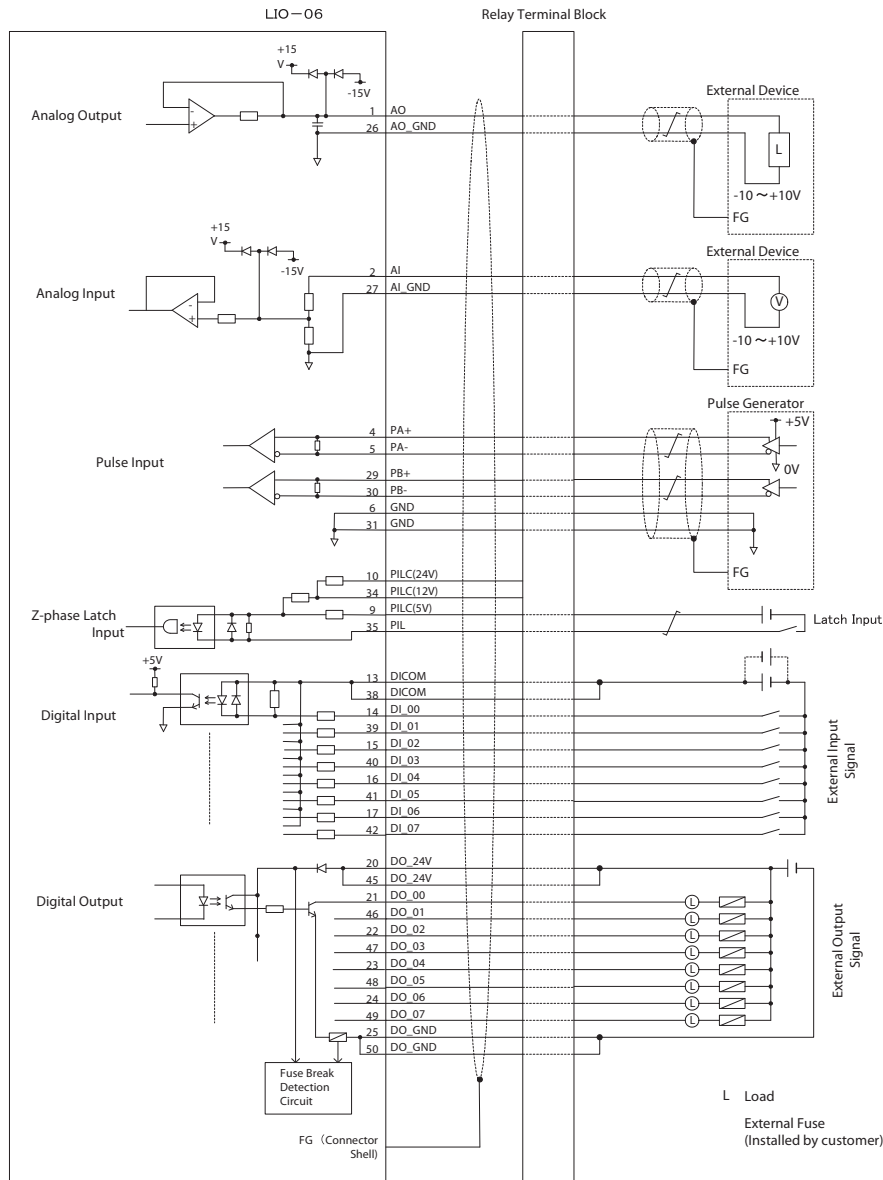 LIO－06
Relay Terminal Block
+15
V
-15V
External Device
Analog Output
1 AO
26 AO_GND
L
-10 ～+10V
FG
+15
V
-15V
External Device
Analog Input
2 AI
27 AI_GND
V
-10 ～+10V
FG
Pulse Generator
+5V
4 PA+
5 PA-
Pulse Input
0V
29 PB+
30 PB-
6 GND
31 GND
FG
10 PILC(24V)
34 PILC(12V)
9 PILC(5V)
35 PIL
Z-phase Latch
Input
Latch Input
+5V
13 DICOM
38 DICOM
Digital Input
14 DI_00
39 DI_01
15 DI_02
40 DI_03
16 DI_04
41 DI_05
17 DI_06
42 DI_07
External Input
Signal
20 DO_24V
45 DO_24V
Digital Output
21 DO_00
L
46 DO_01
L
22 DO_02
L
47 DO_03
L
23 DO_04
L
48 DO_05
L
24 DO_06
L
49 DO_07
L
25 DO_GND
50 DO_GND
External Output
Signal
Fuse Break
Detection
Circuit
L Load
External Fuse
(Installed by customer)
FG（Connector
Shell)